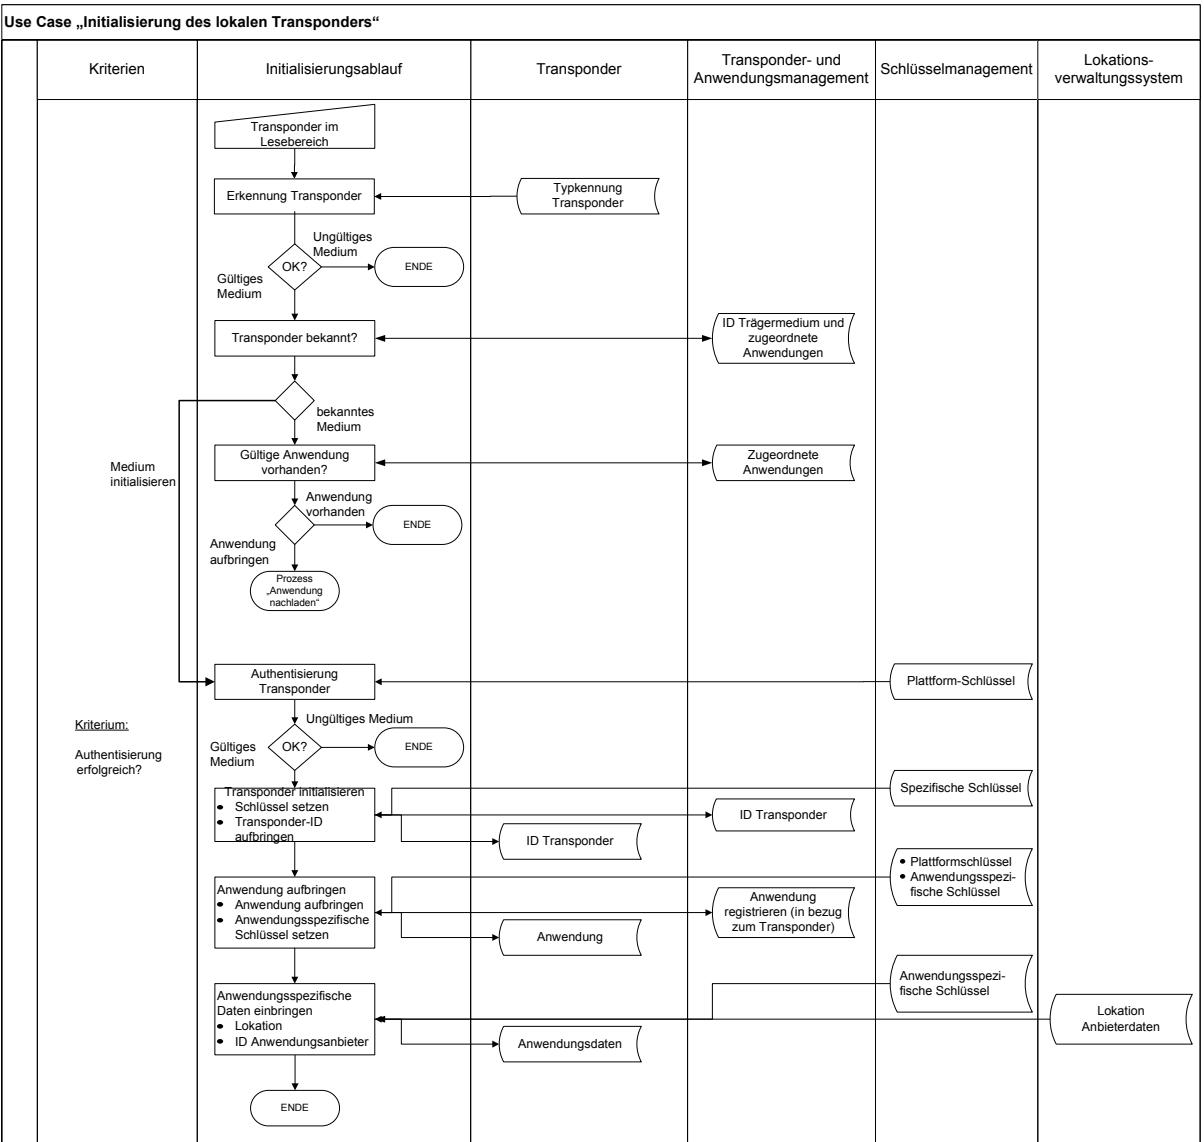 Use Case „Initialisierung des lokalen Transponders“
Kriterien
Initialisierungsablauf
Transponder
Transponder- und
Anwendungsmanagement
Schlüsselmanagement
Lokations-
verwaltungssystem
Transponder im
Lesebereich
Erkennung Transponder
Typkennung
Transponder
Ungültiges
Medium
OK?
ENDE
Gültiges
Medium
Transponder bekannt?
ID Trägermedium und
zugeordnete
Anwendungen
bekanntes
Medium
Medium
initialisieren
Gültige Anwendung
vorhanden?
Zugeordnete
Anwendungen
Anwendung
vorhanden
ENDE
Anwendung
aufbringen
Prozess
„Anwendung
nachladen“
Authentisierung
Transponder
Plattform-Schlüssel
Kriterium:
Authentisierung
erfolgreich?
Ungültiges Medium
Gültiges
Medium
OK?
ENDE
Transponder initialisieren
• Schlüssel setzen
• Transponder-ID
aufbringen
Spezifische Schlüssel
ID Transponder
ID Transponder
Anwendung aufbringen
• Anwendung aufbringen
• Anwendungsspezifische
Schlüssel setzen
• Plattformschlüssel
• Anwendungsspezi-
fische Schlüssel
Anwendung
registrieren (in bezug
zum Transponder)
Anwendung
Anwendungsspezifische
Daten einbringen
• Lokation
• ID Anwendungsanbieter
Anwendungsspezi-
fische Schlüssel
Lokation
Anbieterdaten
Anwendungsdaten
ENDE